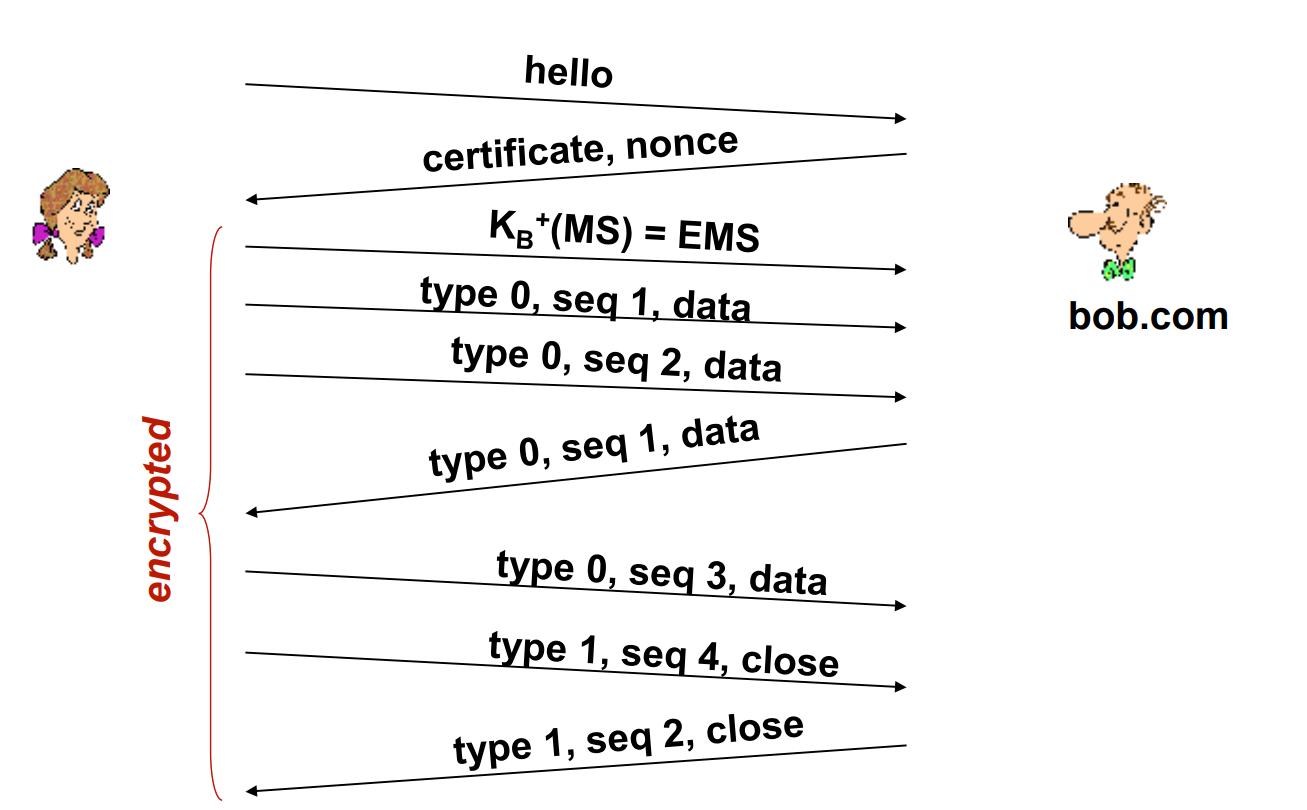 hello
certificate, nonce
K_B^+(MS) = EMS
type 0, seq 1, data
type 0, seq 2, data
bob.com
type 0, seq 1, data
encrypted
type 0, seq 3, data
type 1, seq 4, close
type 1, seq 2, close